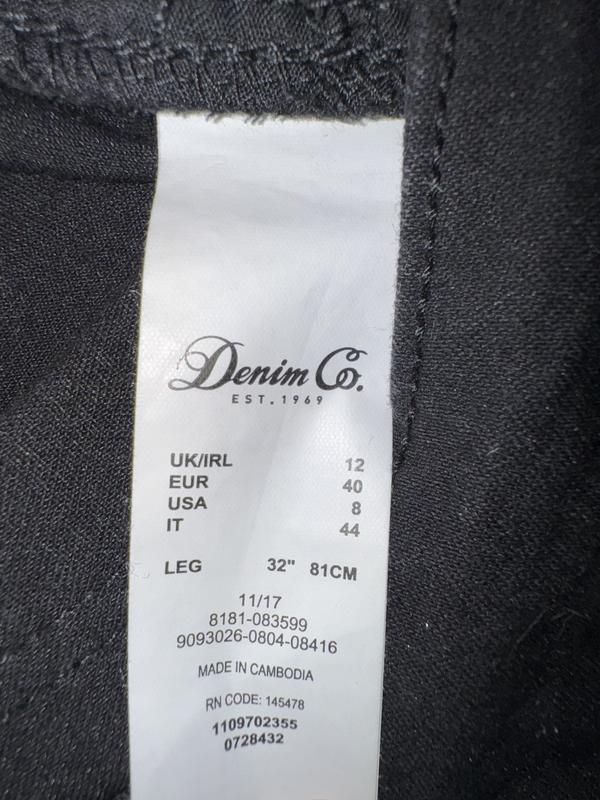 Denim Co.
EST. 1969
UK/IRL 12
EUR 40
USA 8
IT 44
LEG 32" 81CM
11/17
8181-083599
9093026-0804-08416
MADE IN CAMBODIA
RN CODE: 145478
1109702355
0728432